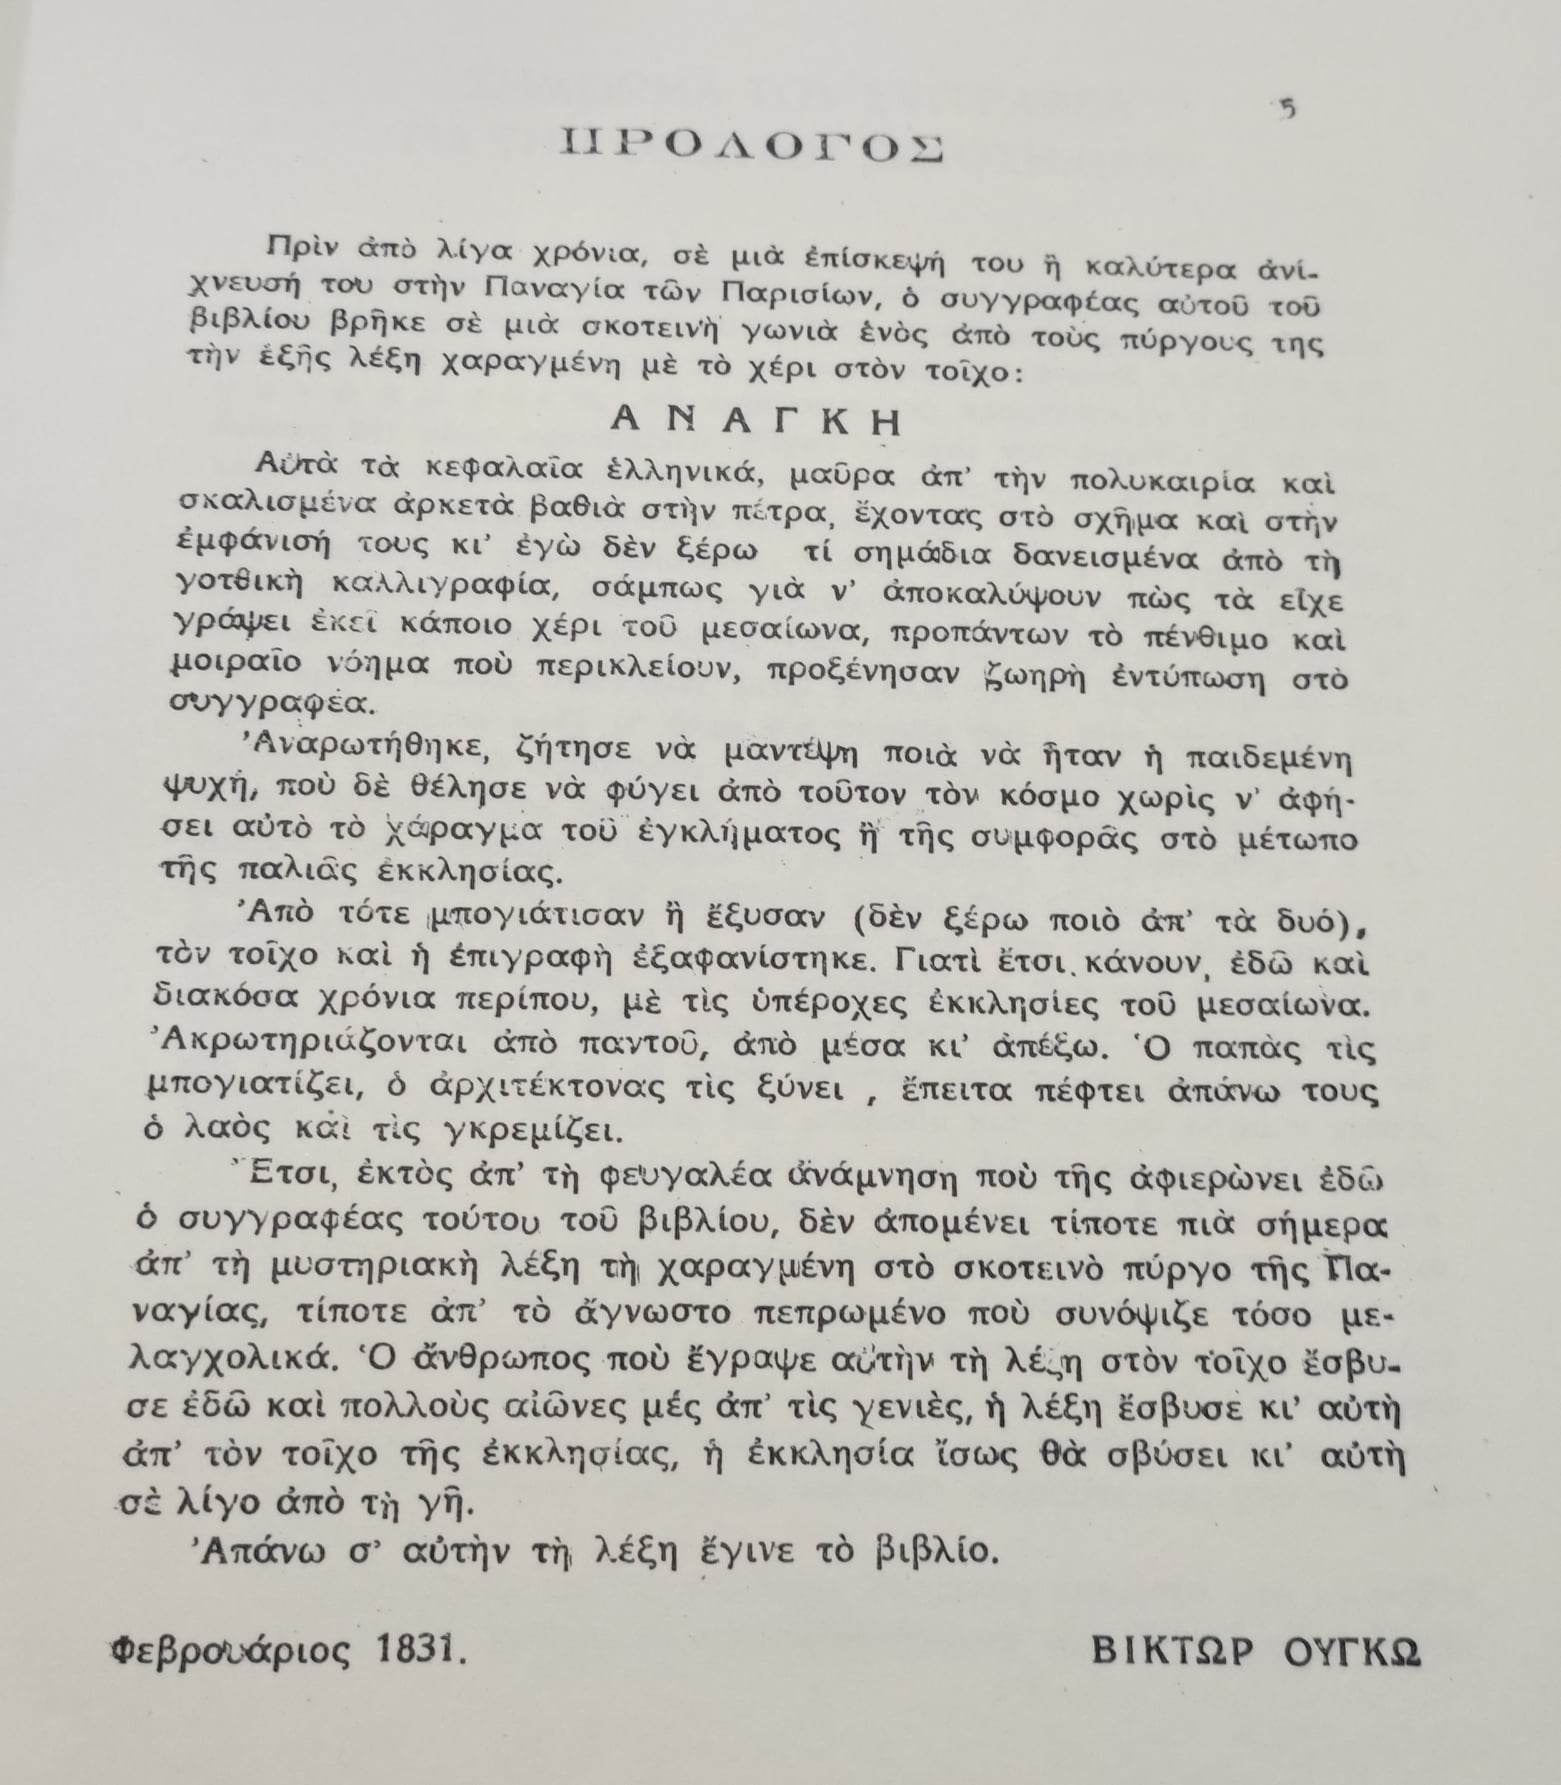 5
ΠΡΟΛΟΓΟΣ
Πρὶν ἀπὸ λίγα χρόνια, σὲ μιὰ ἐπίσκεψή του ἢ καλύτερα ἀνί-
χνευσή του στὴν Παναγία τῶν Παρισίων, ὁ συγγραφέας αὐτοῦ τοῦ
βιβλίου βρῆκε σὲ μιὰ σκοτεινὴ γωνιὰ ἑνὸς ἀπὸ τοὺς πύργους της
τὴν ἑξῆς λέξη χαραγμένη μὲ τὸ χέρι στὸν τοῖχο:
ΑΝΑΓΚΗ
Αὐτὰ τὰ κεφαλαῖα ἑλληνικά, μαῦρα ἀπ' τὴν πολυκαιρία καὶ
σκαλισμένα ἀρκετὰ βαθιὰ στὴν πέτρα, ἔχοντας στὸ σχῆμα καὶ στὴν
ἐμφάνισή τους κι' ἐγὼ δὲν ξέρω τί σημάδια δανεισμένα ἀπὸ τὴ
γοτθικὴ καλλιγραφία, σάμπως γιὰ ν' ἀποκαλύψουν πὼς τὰ εἶχε
γράψει ἐκεῖ κάποιο χέρι τοῦ μεσαίωνα, προπάντων τὸ πένθιμο καὶ
μοιραῖο νόημα ποὺ περικλείουν, προξένησαν ζωηρὴ ἐντύπωση στὸ
συγγραφέα.
Ἀναρωτήθηκε, ζήτησε νὰ μαντέψη ποιὰ νὰ ἦταν ἡ παιδεμένη
ψυχή, ποὺ δὲ θέλησε νὰ φύγει ἀπὸ τοῦτον τὸν κόσμο χωρὶς ν' ἀφή-
σει αὐτὸ τὸ χάραγμα τοῦ ἐγκλήματος ἢ τῆς συμφορᾶς στὸ μέτωπο
τῆς παλιᾶς ἐκκλησίας.
Ἀπὸ τότε μπογιάτισαν ἢ ἔξυσαν (δὲν ξέρω ποιὸ ἀπ' τὰ δυό),
τὸν τοῖχο καὶ ἡ ἐπιγραφὴ ἐξαφανίστηκε. Γιατὶ ἔτσι κάνουν, ἐδῶ καὶ
διακόσα χρόνια περίπου, μὲ τὶς ὑπέροχες ἐκκλησίες τοῦ μεσαίωνα.
Ἀκρωτηριάζονται ἀπὸ παντοῦ, ἀπὸ μέσα κι' ἀπέξω. Ὁ παπὰς τὶς
μπογιατίζει, ὁ ἀρχιτέκτονας τὶς ξύνει , ἔπειτα πέφτει ἀπάνω τους
ὁ λαὸς καὶ τὶς γκρεμίζει.
Ἔτσι, ἐκτὸς ἀπ' τὴ φευγαλέα ἀνάμνηση ποὺ τῆς ἀφιερώνει ἐδῶ
ὁ συγγραφέας τούτου τοῦ βιβλίου, δὲν ἀπομένει τίποτε πιὰ σήμερα
ἀπ' τὴ μυστηριακὴ λέξη τὴ χαραγμένη στὸ σκοτεινὸ πύργο τῆς Πα-
ναγίας, τίποτε ἀπ' τὸ ἄγνωστο πεπρωμένο ποὺ συνόψιζε τόσο με-
λαγχολικά. Ὁ ἄνθρωπος ποὺ ἔγραψε αὐτὴν τὴ λέξη στὸν τοῖχο ἔσβυ-
σε ἐδῶ καὶ πολλοὺς αἰῶνες μές ἀπ' τὶς γενιὲς, ἡ λέξη ἔσβυσε κι' αὐτὴ
ἀπ' τὸν τοῖχο τῆς ἐκκλησίας, ἡ ἐκκλησία ἴσως θὰ σβύσει κι' αὐτὴ
σὲ λίγο ἀπὸ τὴ γῆ.
Ἀπάνω σ' αὐτὴν τὴ λέξη ἔγινε τὸ βιβλίο.
Φεβρουάριος 1831. ΒΙΚΤΩΡ ΟΥΓΚΩ